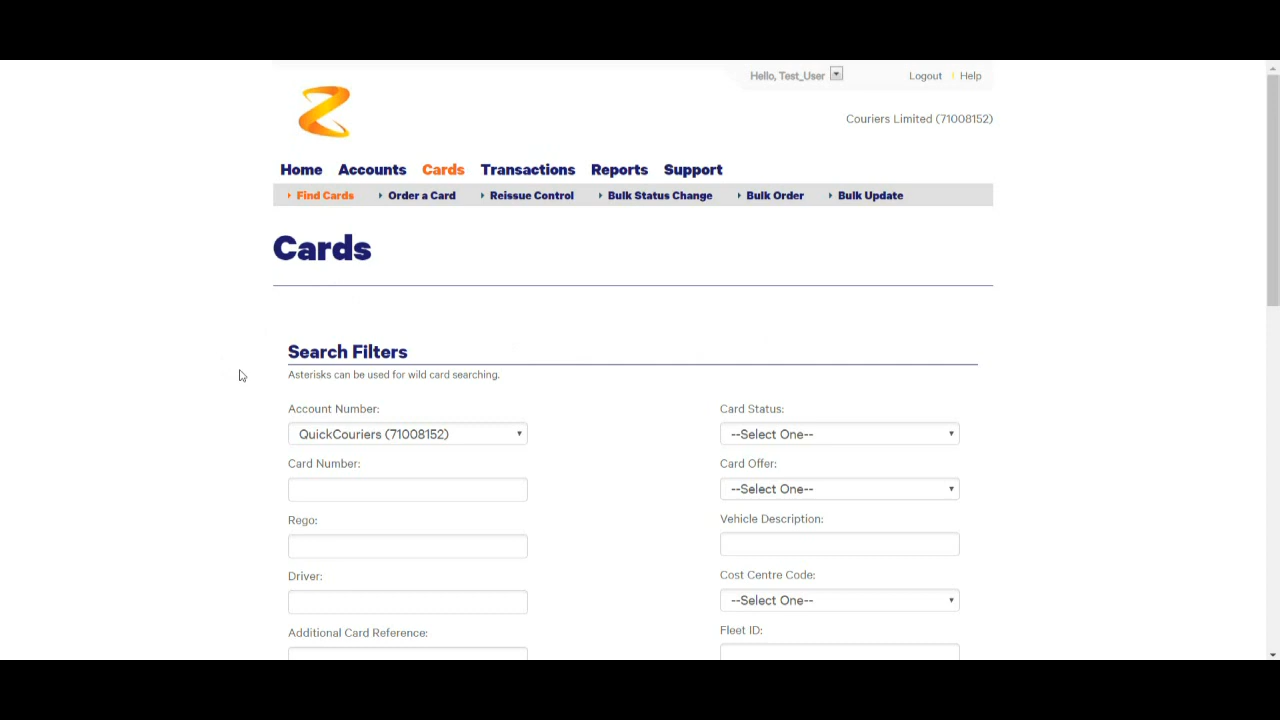 Hello, Test_User
Logout
Help
Couriers Limited (71008152)
Home Accounts Cards Transactions Reports Support
Find Cards Order a Card Reissue Control Bulk Status Change Bulk Order Bulk Update
Cards
Search Filters
Asterisks can be used for wild card searching.
Account Number:
QuickCouriers (71008152)
Card Number:
Rego:
Driver:
Additional Card Reference:
Card Status:
--Select One--
Card Offer:
--Select One--
Vehicle Description:
Cost Centre Code:
--Select One--
Fleet ID: